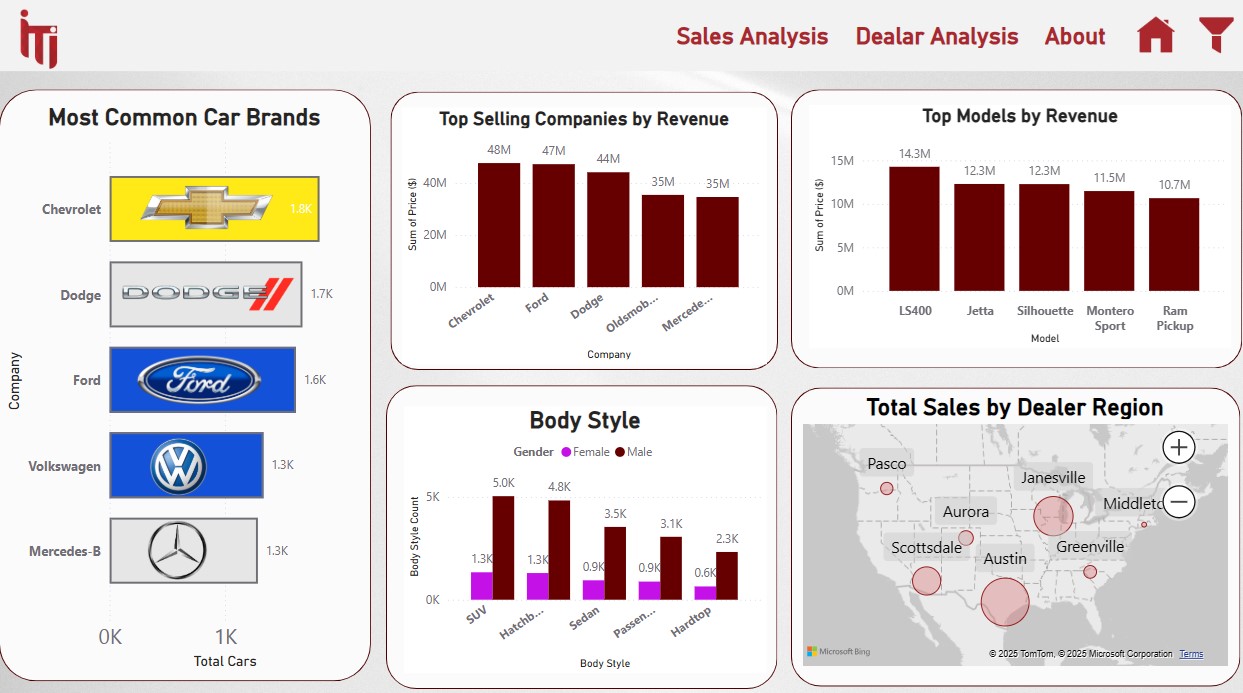 iTi
Sales Analysis
Dealar Analysis
About
Most Common Car Brands
Company
Chevrolet
1.8K
Dodge
DODGE
1.7K
Ford
Ford
1.6K
Volkswagen
1.3K
Mercedes-B
1.3K
0K
1K
Total Cars
Top Selling Companies by Revenue
Sum of Price ($)
40M
20M
0M
48M
47M
44M
35M
35M
Chevrolet
Ford
Dodge
Oldsmob...
Mercede...
Company
Top Models by Revenue
Sum of Price ($)
15M
10M
5M
0M
14.3M
12.3M
12.3M
11.5M
10.7M
LS400
Jetta
Silhouette
Montero
Sport
Ram
Pickup
Model
Body Style
Gender Female Male
Body Style Count
5K
0K
1.3K
5.0K
1.3K
4.8K
0.9K
3.5K
0.9K
3.1K
0.6K
2.3K
SUV
Hatchb...
Sedan
Passen...
Hardtop
Body Style
Total Sales by Dealer Region
Pasco
Janesville
Aurora
Middletc
Scottsdale
Austin
Greenville
Microsoft Bing
© 2025 TomTom, © 2025 Microsoft Corporation Terms